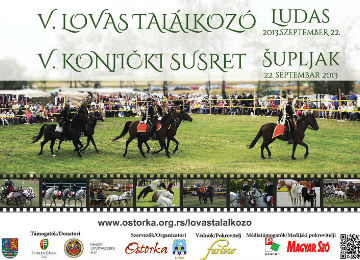 V. LOVAS TALÁLKOZÓ
LUDAS
2013.SZEPTEMBER 22.
V. KONJIČKI SUSRET
ŠUPLJAK
22. SEPTEMBAR 2013
www.ostorka.org.rs/lovastalalkozo
Támogatók/Donatori
Szervezők/Organizatori
Védnök/Pokrovitelj
Médiatámogatók/Medijski pokrovitelji
Ostorka
Furioso
MAGYAR SZÓ